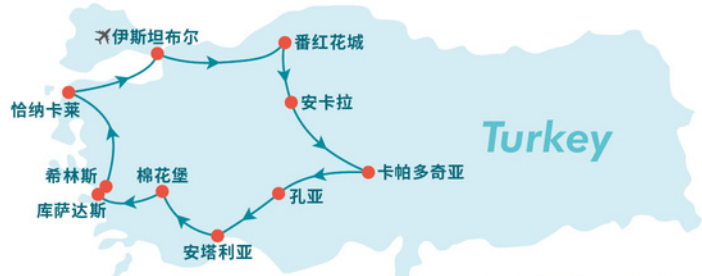 伊斯坦布尔
番红花城
恰纳卡莱
安卡拉
Turkey
卡帕多奇亚
希林斯
棉花堡
孔亚
库萨达斯
安塔利亚